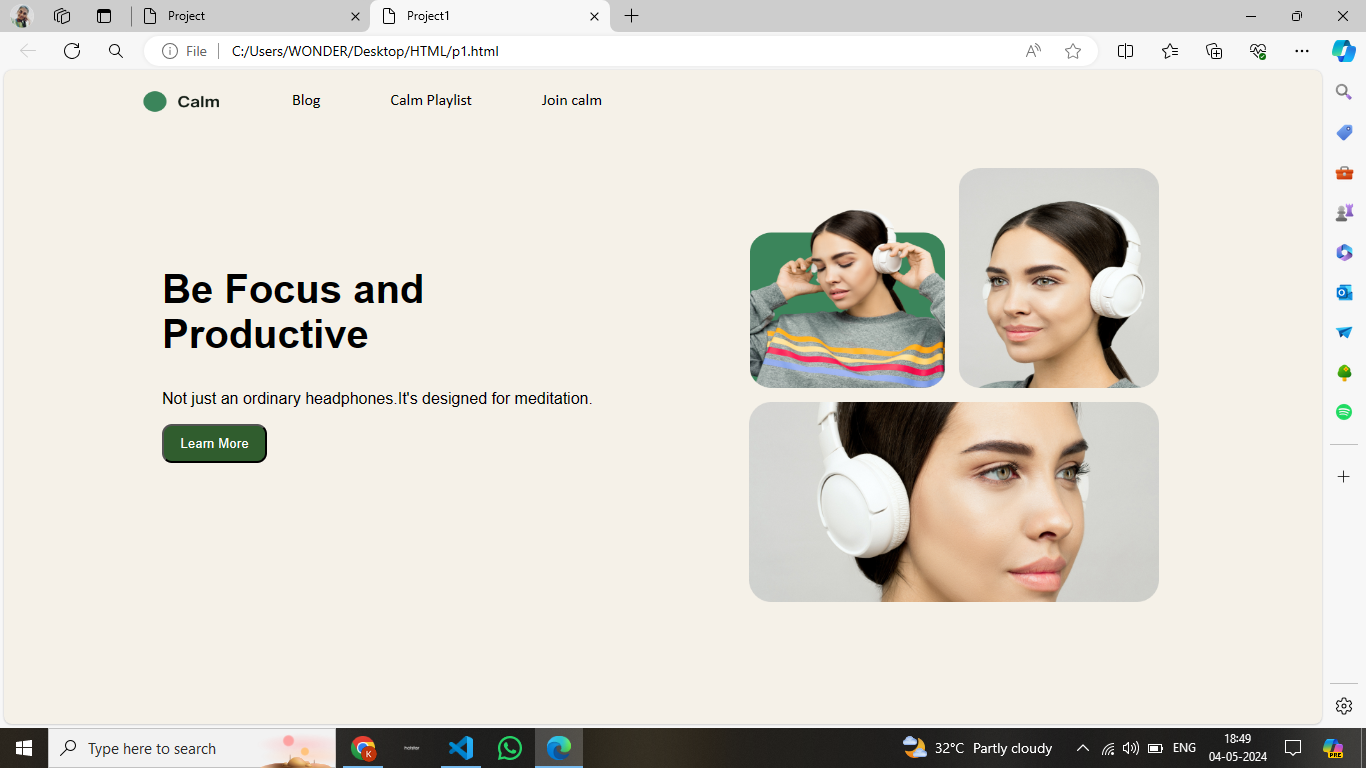 Project
Project1
File
C:/Users/WONDER/Desktop/HTML/p1.html
Calm
Blog
Calm Playlist
Join calm
Be Focus and
Productive
Not just an ordinary headphones.It's designed for meditation.
Learn More
Type here to search
K
32°C Partly cloudy
ENG
18:49
04-05-2024
PRE